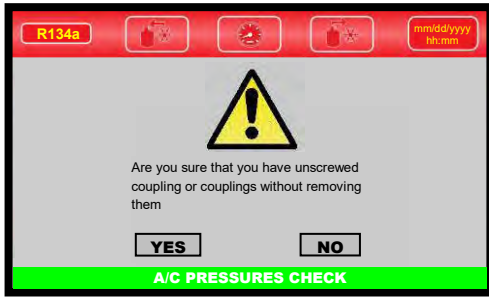 R134a
mm/dd/yyyy
hh:mm
Are you sure that you have unscrewed
coupling or couplings without removing
them
YES
NO
A/C PRESSURES CHECK